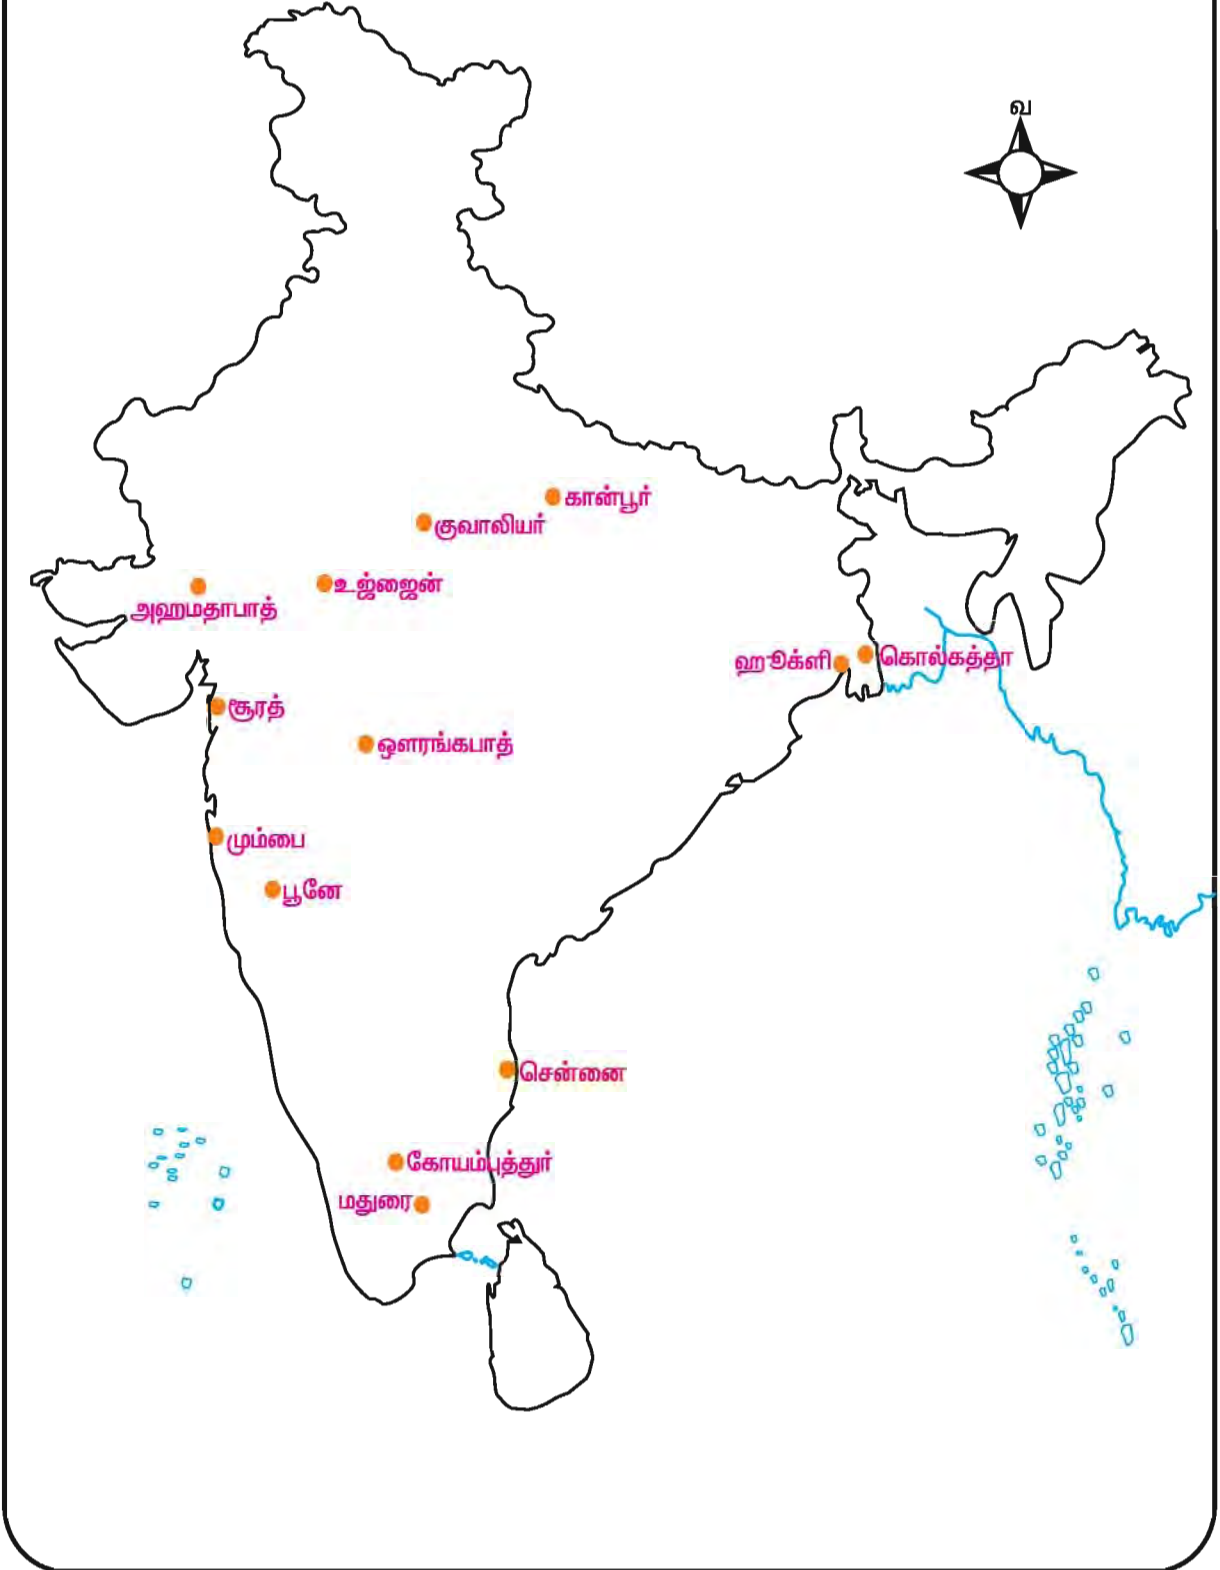 வ
கான்பூர்
குவாலியர்
உஜ்ஜைன்
அஹமதாபாத்
ஹூக்ளி
கொல்கத்தா
சூரத்
ஔரங்கபாத்
மும்பை
பூனே
சென்னை
கோயம்புத்துர்
மதுரை